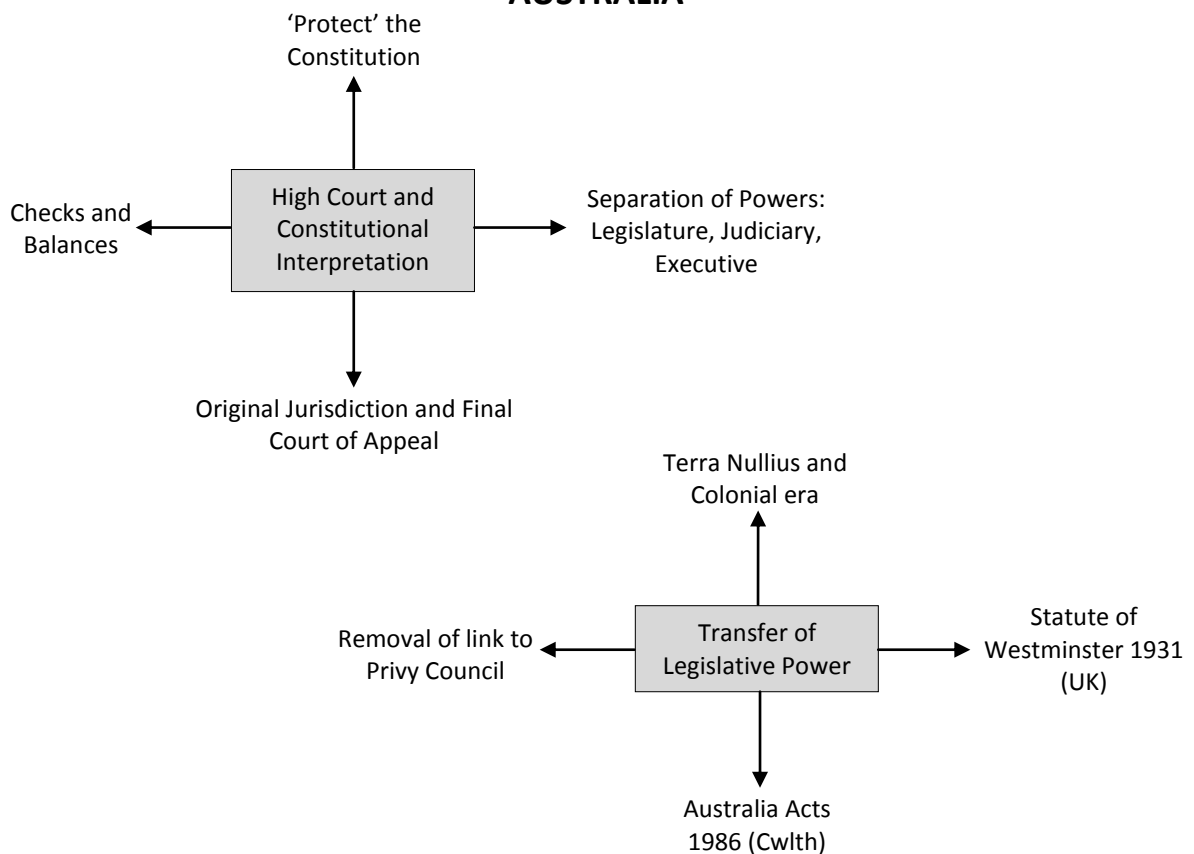 AUSTRALIA
‘Protect’ the
Constitution
High Court and
Constitutional
Interpretation
Checks and
Balances
Separation of Powers:
Legislature, Judiciary,
Executive
Original Jurisdiction and Final
Court of Appeal
Terra Nullius and
Colonial era
Removal of link to
Privy Council
Transfer of
Legislative Power
Statute of
Westminster 1931
(UK)
Australia Acts
1986 (Cwlth)